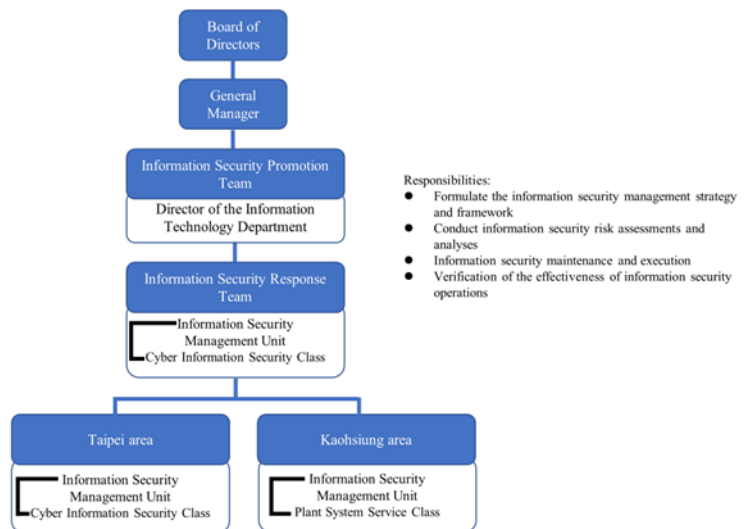 Board of
Directors
General
Manager
Information Security Promotion
Team
Director of the Information
Technology Department
Responsibilities:
● Formulate the information security management strategy
and framework
● Conduct information security risk assessments and
analyses
● Information security maintenance and execution
● Verification of the effectiveness of information security
operations
Information Security Response
Team
Information Security
Management Unit
Cyber Information Security Class
Taipei area
Information Security
Management Unit
Cyber Information Security Class
Kaohsiung area
Information Security
Management Unit
Plant System Service Class